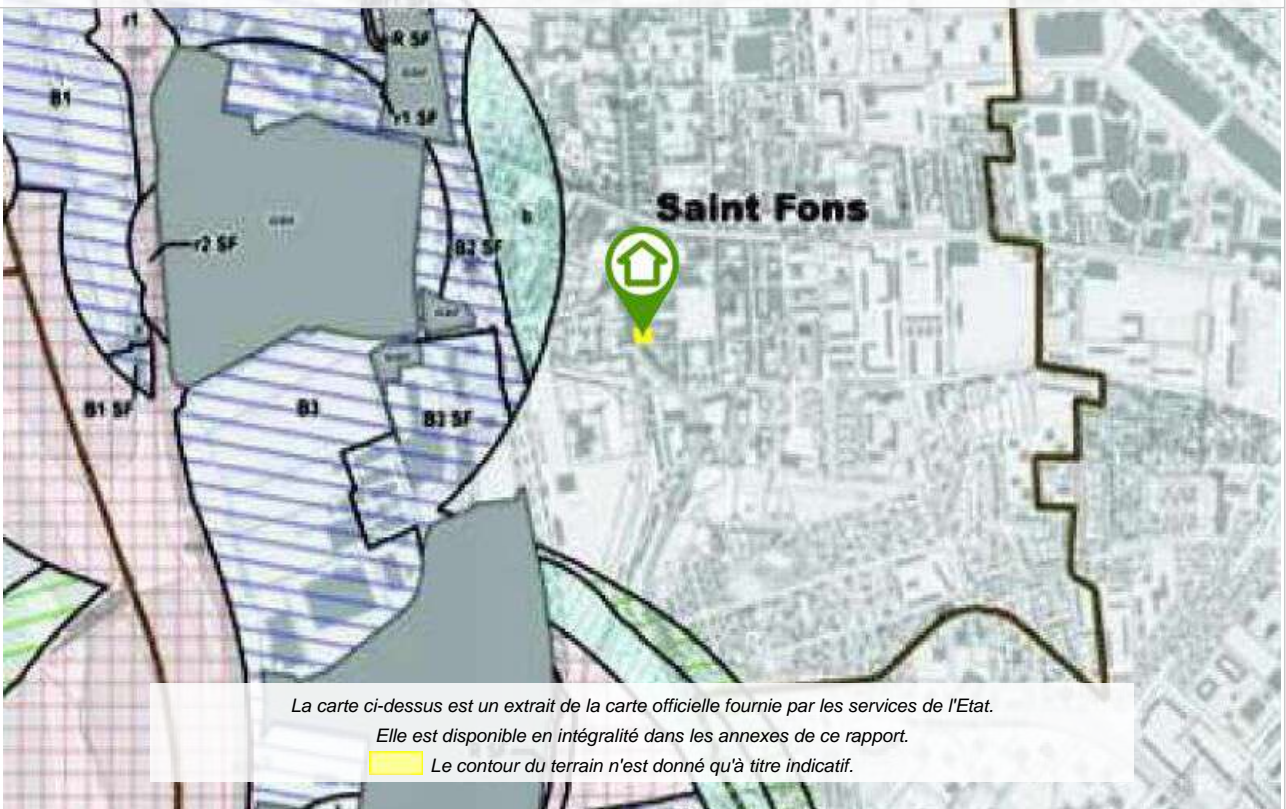 r1
R SF
B1
r1 SF
Saint Fons
b
r2 SF
B2 SF
B1 SF
B3
B3 SF
La carte ci-dessus est un extrait de la carte officielle fournie par les services de l'Etat.
Elle est disponible en intégralité dans les annexes de ce rapport.
Le contour du terrain n'est donné qu'à titre indicatif.